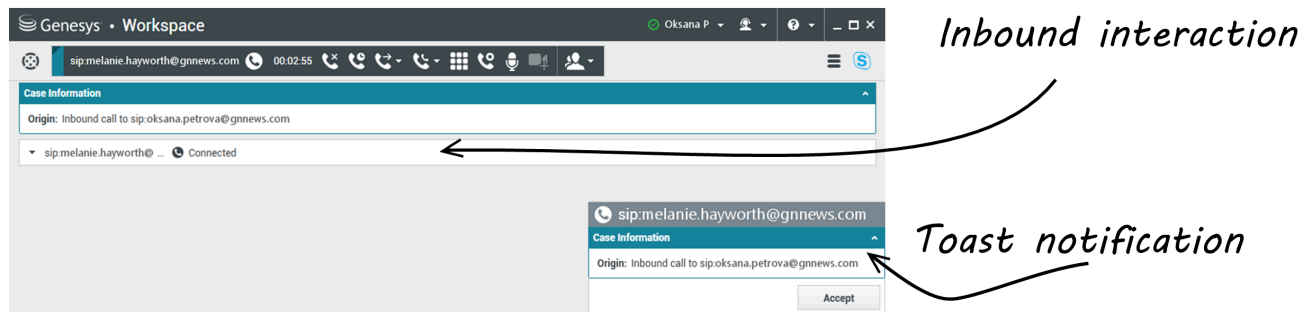 Genesys • Workspace
Oksana P
Inbound interaction
sip:melanie.hayworth@gnnews.com 00:02:55
Case Information
Origin: Inbound call to sip:oksana.petrova@gnnews.com
sip:melanie.hayworth@ ... Connected
sip:melanie.hayworth@gnnews.com
Case Information
Toast notification
Origin: Inbound call to sip:oksana.petrova@gnnews.com
Accept